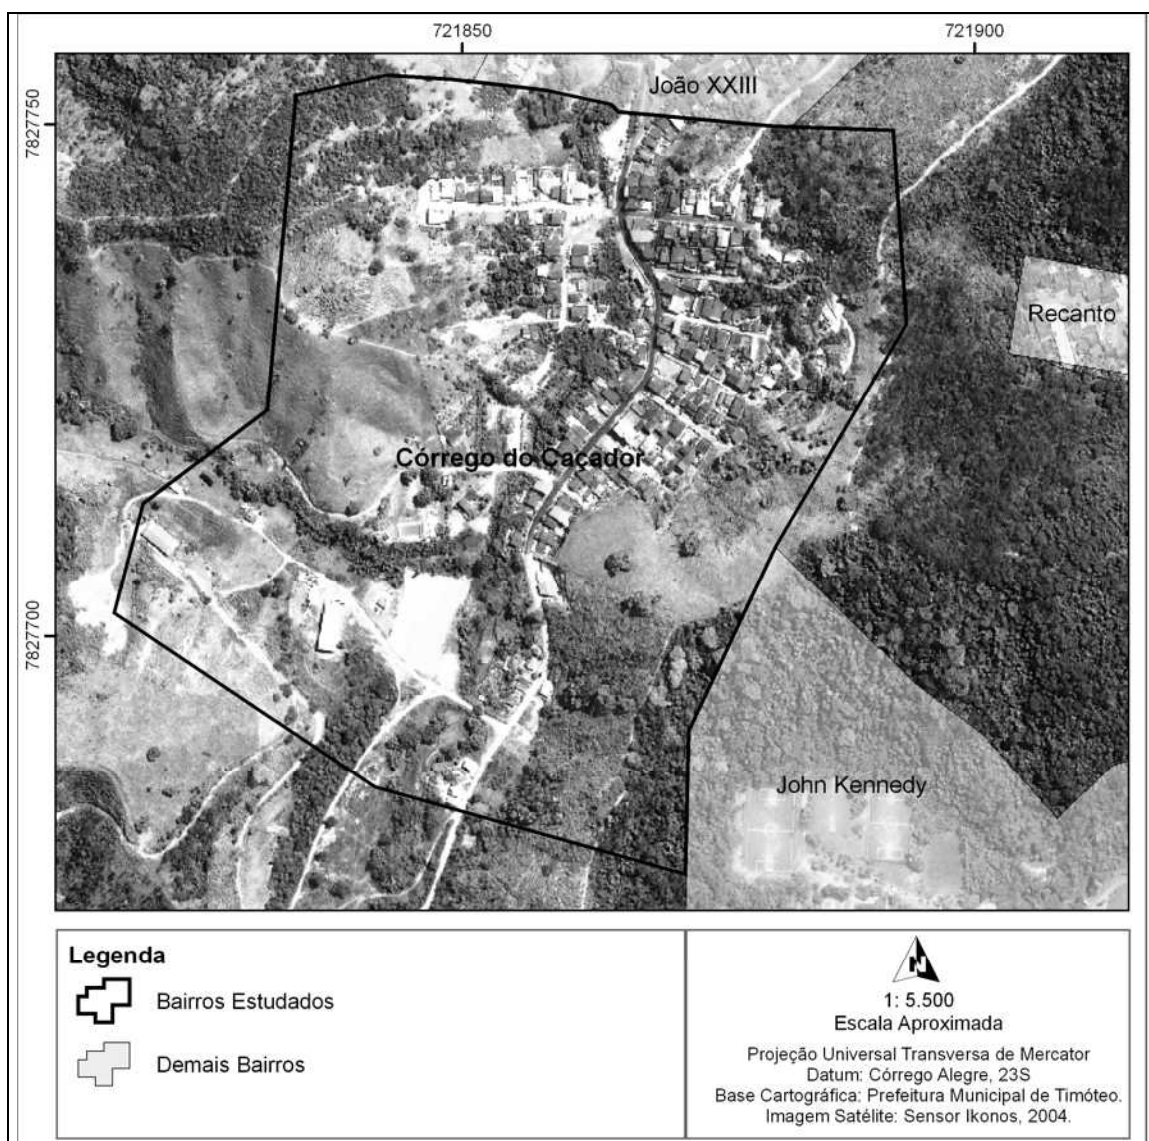 721850
721900
7827750
7827700
João XXIII
Recanto
Córrego do Caçador
John Kennedy
Legenda
Bairros Estudados
Demais Bairros
N
1: 5.500
Escala Aproximada
Projeção Universal Transversa de Mercator
Datum: Córrego Alegre, 23S
Base Cartográfica: Prefeitura Municipal de Timóteo.
Imagem Satélite: Sensor Ikonos, 2004.